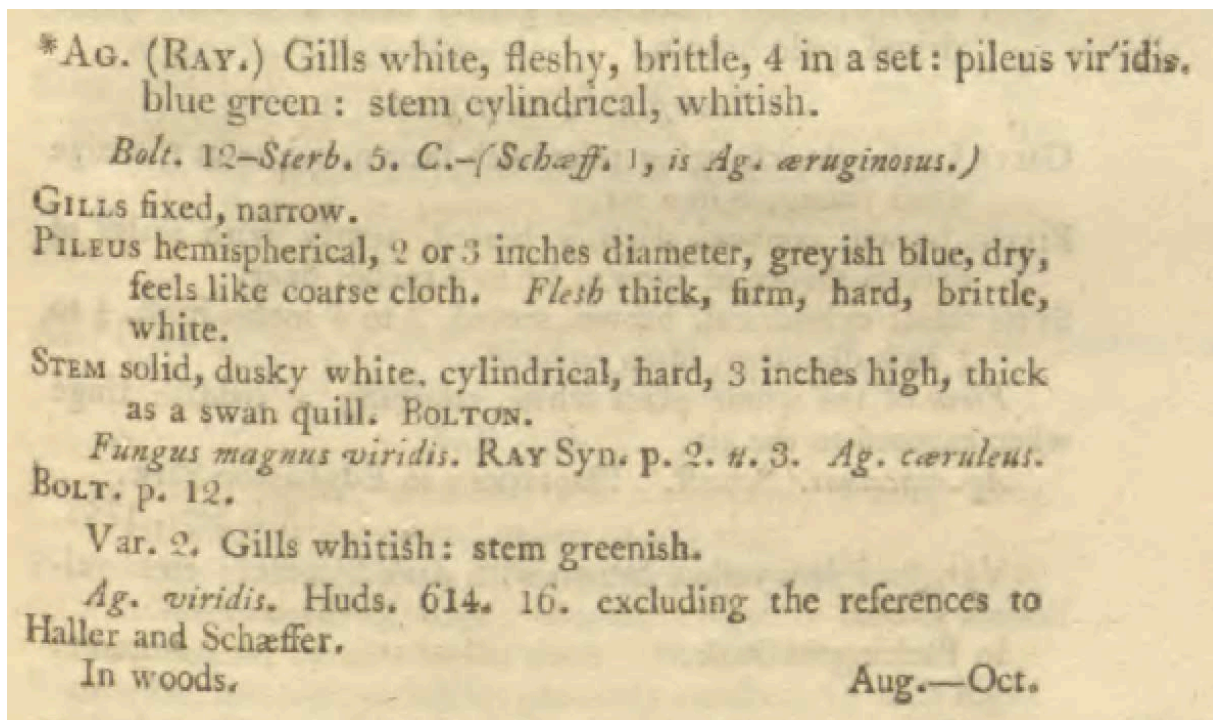 *AG. (RAY.) Gills white, fleshy, brittle, 4 in a set: pileus vir'idis.
blue green: stem cylindrical, whitish.
Bolt. 12-Sterb. 5. C.-(Schæff. 1, is Ag. æruginosus.)
GILLS fixed, narrow.
PILEUS hemispherical, 2 or 3 inches diameter, greyish blue, dry,
feels like coarse cloth. Flesh thick, firm, hard, brittle,
white.
STEM solid, dusky white. cylindrical, hard, 3 inches high, thick
as a swan quill. BOLTON.
Fungus magnus viridis. RAY Syn. p. 2. n. 3. Ag. cæruleus.
BOLT. p. 12.
Var. 2. Gills whitish: stem greenish.
Ag. viridis. Huds. 614. 16. excluding the references to
Haller and Schæffer.
In woods. Aug.—Oct.